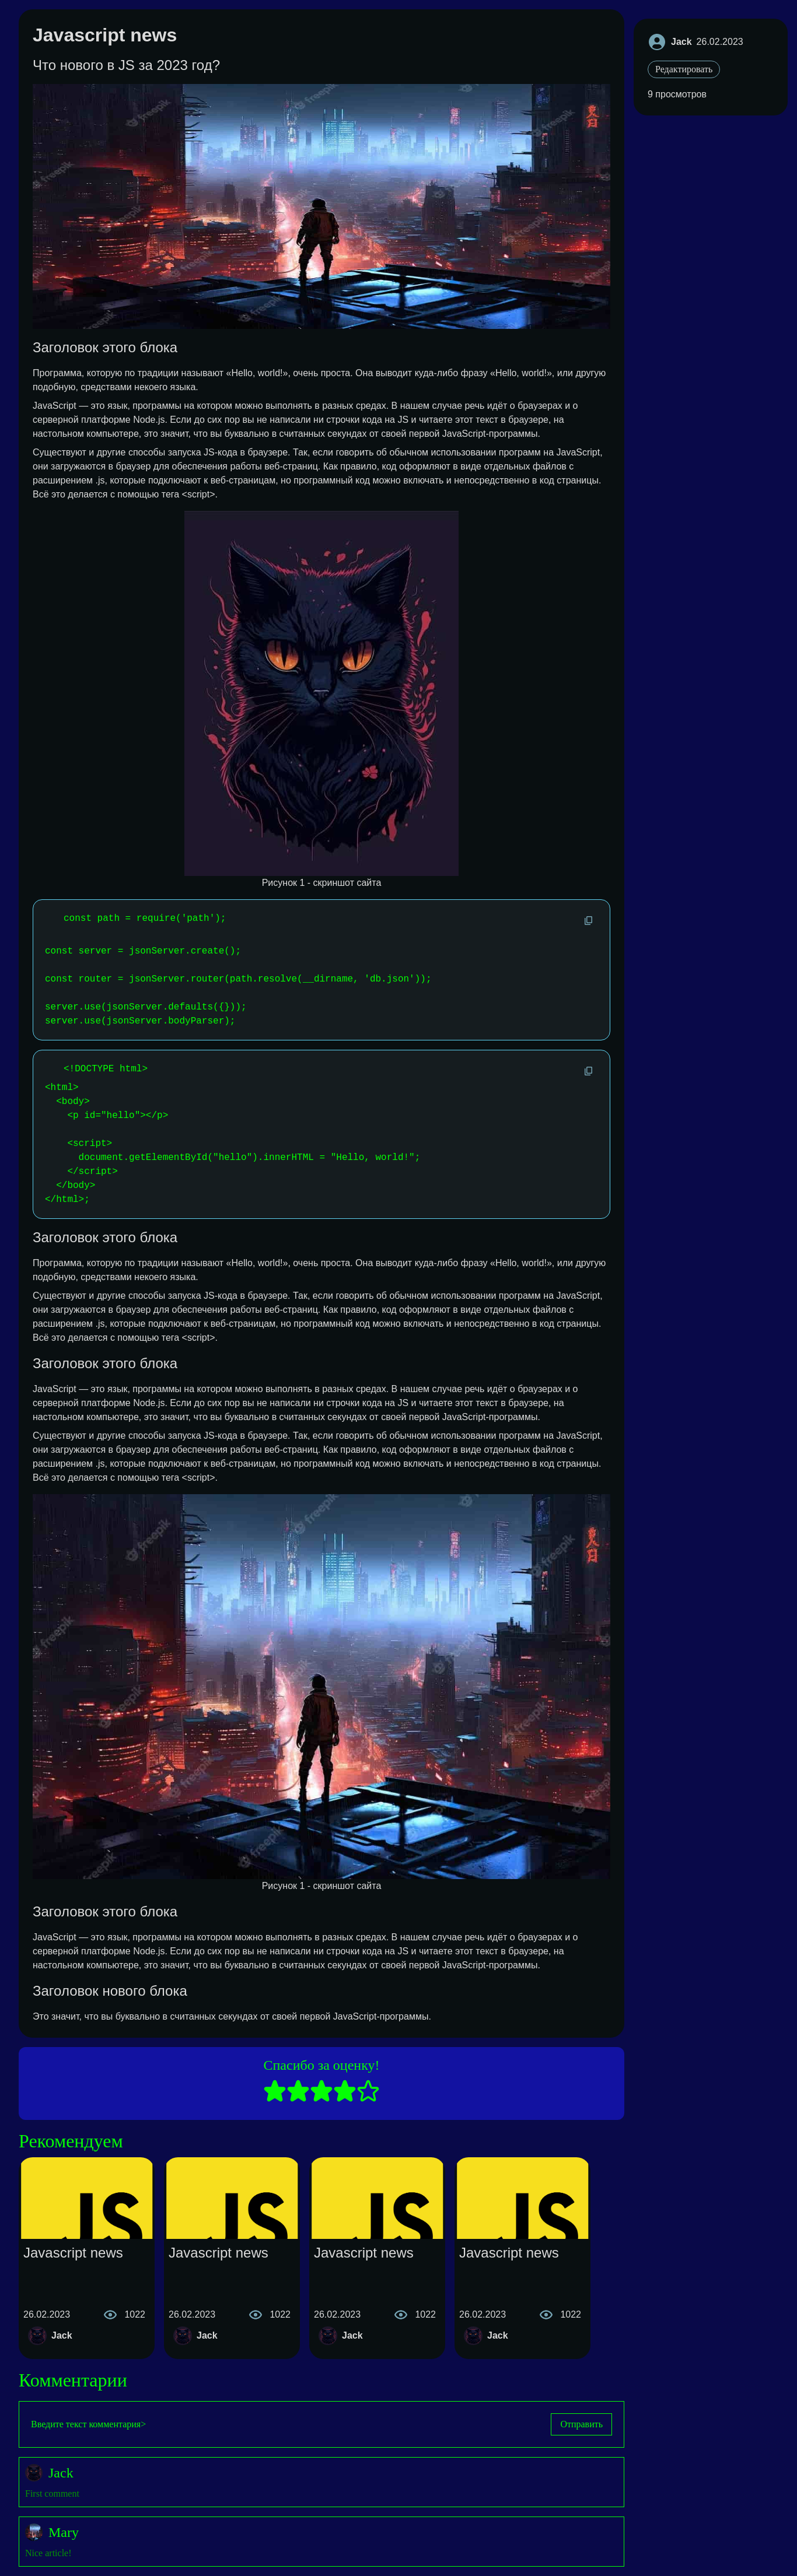 Javascript news
Что нового в JS за 2023 год?
Jack 26.02.2023
Редактировать
9 просмотров
Заголовок этого блока
Программа, которую по традиции называют «Hello, world!», очень проста. Она выводит куда-либо фразу «Hello, world!», или другую
подобную, средствами некоего языка.
JavaScript — это язык, программы на котором можно выполнять в разных средах. В нашем случае речь идёт о браузерах и о
серверной платформе Node.js. Если до сих пор вы не написали ни строчки кода на JS и читаете этот текст в браузере, на
настольном компьютере, это значит, что вы буквально в считанных секундах от своей первой JavaScript-программы.
Существуют и другие способы запуска JS-кода в браузере. Так, если говорить об обычном использовании программ на JavaScript,
они загружаются в браузер для обеспечения работы веб-страниц. Как правило, код оформляют в виде отдельных файлов с
расширением .js, которые подключают к веб-страницам, но программный код можно включать и непосредственно в код страницы.
Всё это делается с помощью тега <script>.
Рисунок 1 - скриншот сайта
const path = require('path');
const server = jsonServer.create();
const router = jsonServer.router(path.resolve(__dirname, 'db.json'));
server.use(jsonServer.defaults({}));
server.use(jsonServer.bodyParser);
<!DOCTYPE html>
<html>
<body>
<p id="hello"></p>
<script>
document.getElementById("hello").innerHTML = "Hello, world!";
</script>
</body>
</html>;
Заголовок этого блока
Программа, которую по традиции называют «Hello, world!», очень проста. Она выводит куда-либо фразу «Hello, world!», или другую
подобную, средствами некоего языка.
Существуют и другие способы запуска JS-кода в браузере. Так, если говорить об обычном использовании программ на JavaScript,
они загружаются в браузер для обеспечения работы веб-страниц. Как правило, код оформляют в виде отдельных файлов с
расширением .js, которые подключают к веб-страницам, но программный код можно включать и непосредственно в код страницы.
Всё это делается с помощью тега <script>.
Заголовок этого блока
JavaScript — это язык, программы на котором можно выполнять в разных средах. В нашем случае речь идёт о браузерах и о
серверной платформе Node.js. Если до сих пор вы не написали ни строчки кода на JS и читаете этот текст в браузере, на
настольном компьютере, это значит, что вы буквально в считанных секундах от своей первой JavaScript-программы.
Существуют и другие способы запуска JS-кода в браузере. Так, если говорить об обычном использовании программ на JavaScript,
они загружаются в браузер для обеспечения работы веб-страниц. Как правило, код оформляют в виде отдельных файлов с
расширением .js, которые подключают к веб-страницам, но программный код можно включать и непосредственно в код страницы.
Всё это делается с помощью тега <script>.
Рисунок 1 - скриншот сайта
Заголовок этого блока
JavaScript — это язык, программы на котором можно выполнять в разных средах. В нашем случае речь идёт о браузерах и о
серверной платформе Node.js. Если до сих пор вы не написали ни строчки кода на JS и читаете этот текст в браузере, на
настольном компьютере, это значит, что вы буквально в считанных секундах от своей первой JavaScript-программы.
Заголовок нового блока
Это значит, что вы буквально в считанных секундах от своей первой JavaScript-программы.
Спасибо за оценку!
Рекомендуем
JS JS JS JS
Javascript news Javascript news Javascript news Javascript news
26.02.2023 1022 26.02.2023 1022 26.02.2023 1022 26.02.2023 1022
Jack Jack Jack Jack
Комментарии
Введите текст комментария>
Отправить
Jack
First comment
Mary
Nice article!